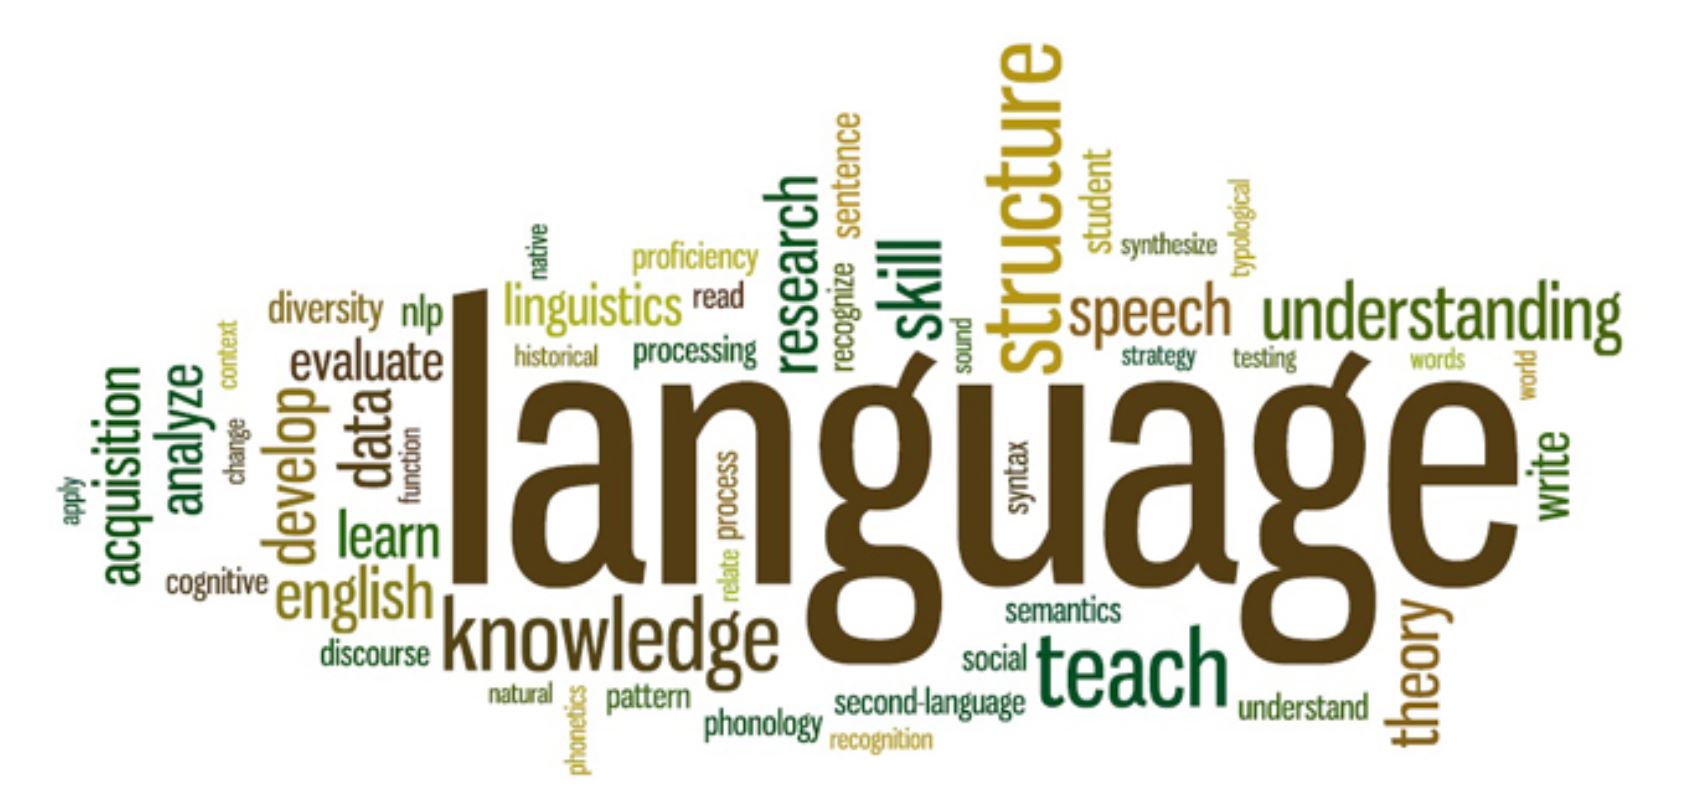 structure
sentence
student
research
typological
native
synthesize
proficiency
skill
recognize
linguistics
read
diversity
nlp
speech
understanding
context
sound
evaluate
historical
processing
strategy
testing
words
world
language
acquisition
analyze
develop
data
change
function
apply
process
syntax
write
learn
relate
cognitive
english
knowledge
semantics
theory
discourse
social
teach
natural
phonetics
pattern
phonology
second-language
understand
recognition